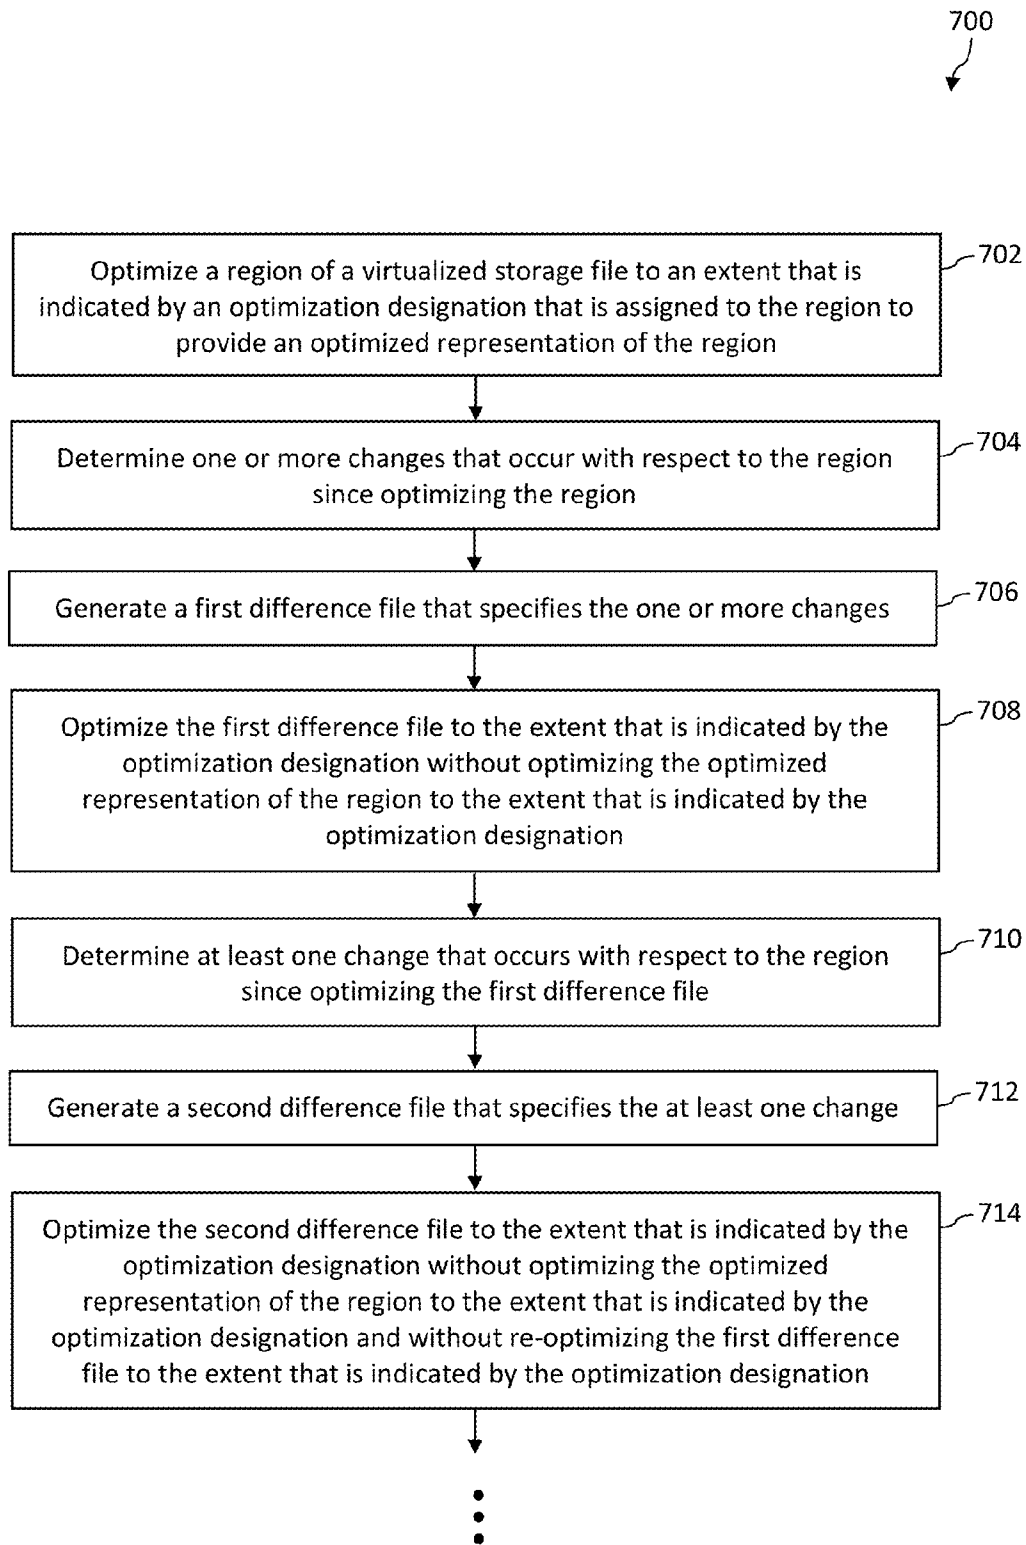 700
702
Optimize a region of a virtualized storage file to an extent that is
indicated by an optimization designation that is assigned to the region to
provide an optimized representation of the region
704
Determine one or more changes that occur with respect to the region
since optimizing the region
706
Generate a first difference file that specifies the one or more changes
708
Optimize the first difference file to the extent that is indicated by the
optimization designation without optimizing the optimized
representation of the region to the extent that is indicated by the
optimization designation
710
Determine at least one change that occurs with respect to the region
since optimizing the first difference file
712
Generate a second difference file that specifies the at least one change
714
Optimize the second difference file to the extent that is indicated by the
optimization designation without optimizing the optimized
representation of the region to the extent that is indicated by the
optimization designation and without re-optimizing the first difference
file to the extent that is indicated by the optimization designation